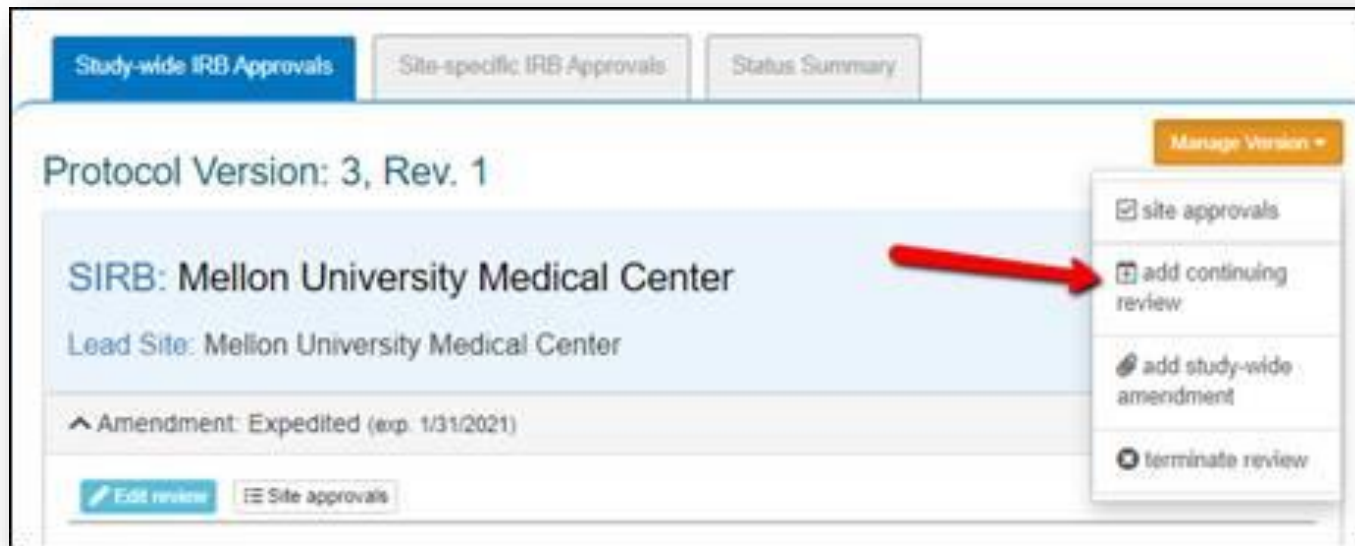 Study-wide IRB Approvals
Site-specific IRB Approvals
Status Summary
Manage Version
Protocol Version: 3, Rev. 1
site approvals
add continuing
review
add study-wide
amendment
terminate review
SIRB: Mellon University Medical Center
Lead Site: Mellon University Medical Center
Amendment: Expedited (exp. 1/31/2021)
Edit review
Site approvals